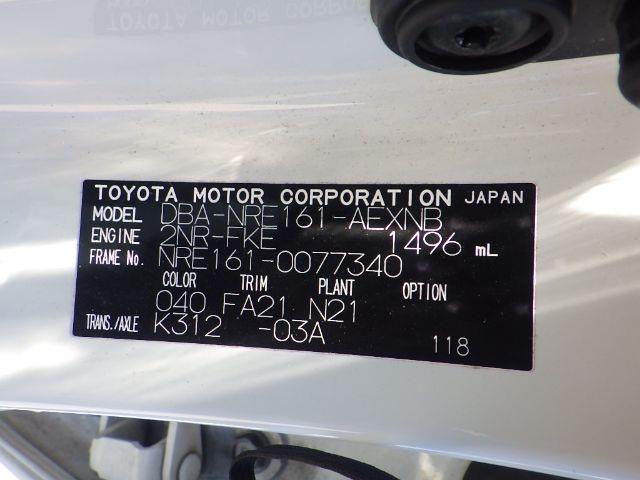 TOYOTA MOTOR CORPORATION JAPAN
MODEL DBA-NRE161-AEXNB
ENGINE 2NR-FKE 1496 mL
FRAME No. NRE161-0077340
COLOR TRIM PLANT OPTION
040 FA21 N21
TRANS./AXLE K312 -03A
118